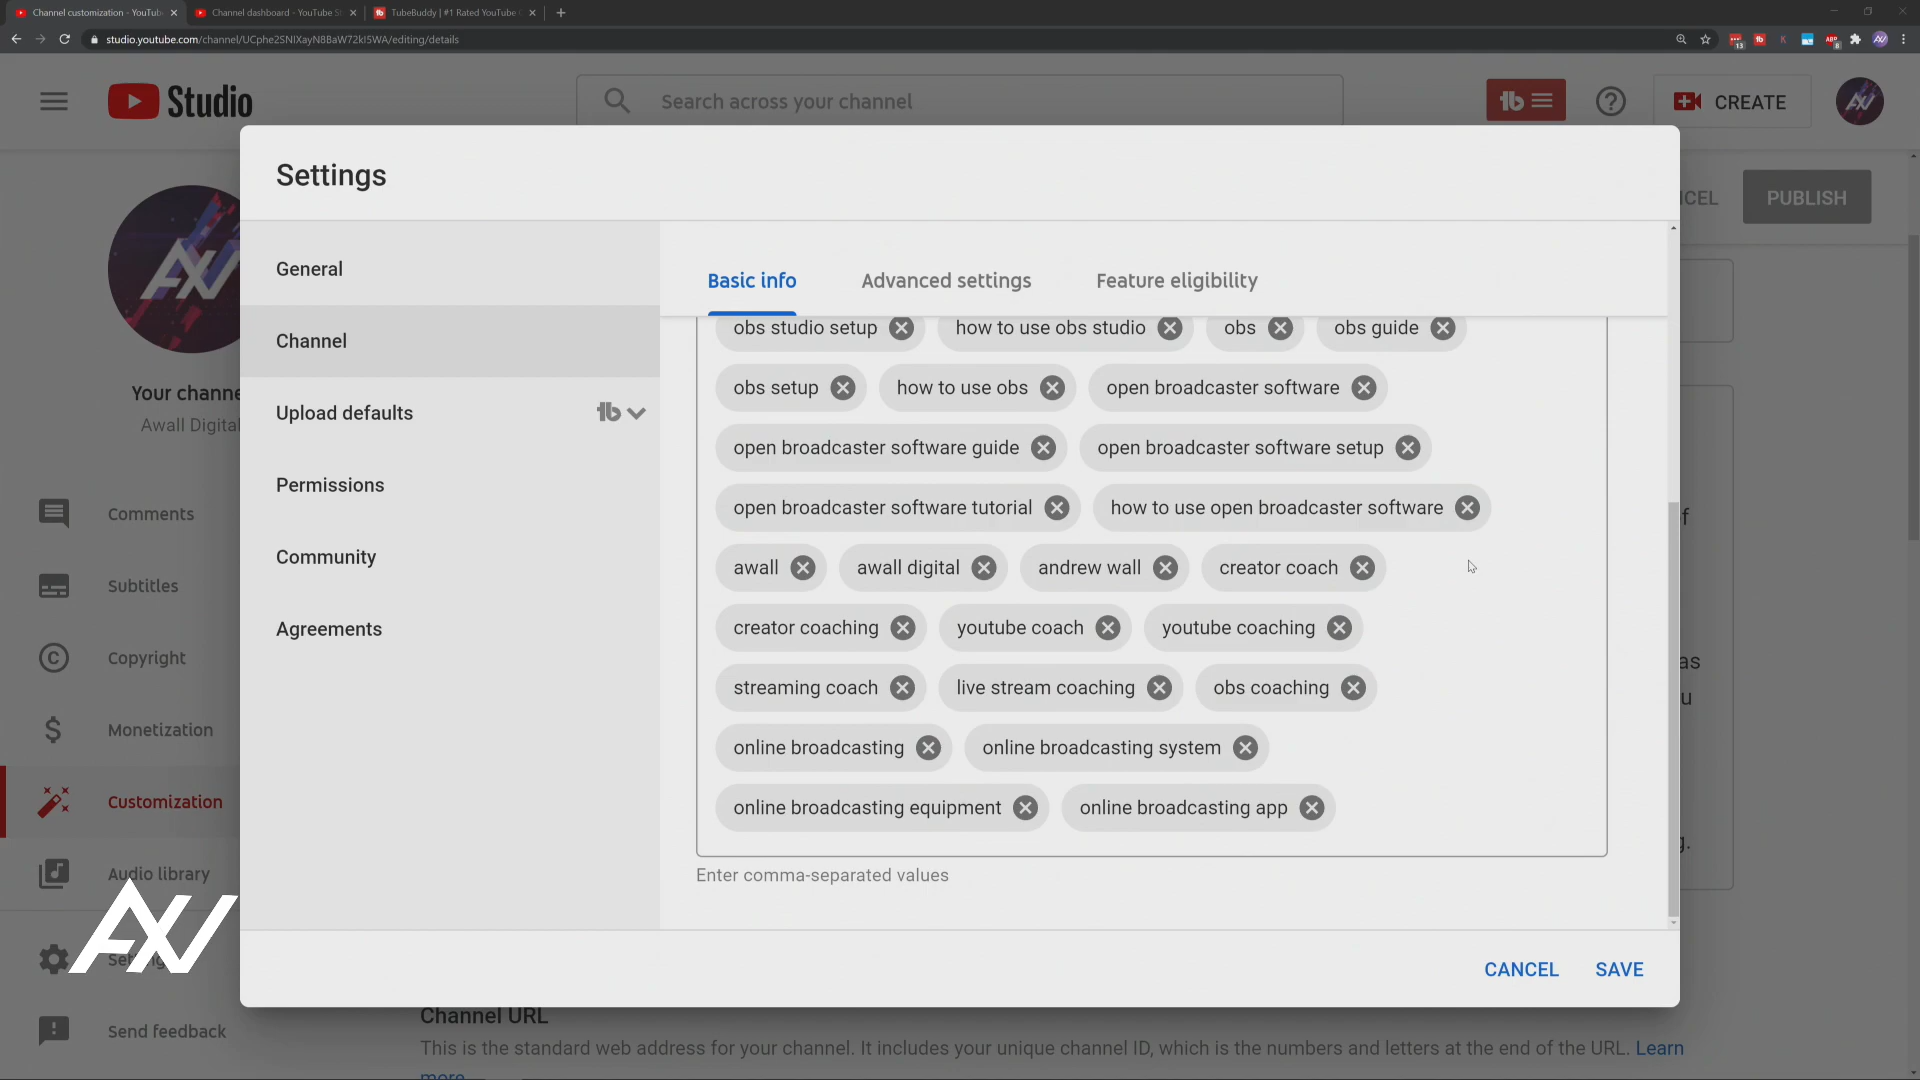 Channel customization - YouTub
Channel dashboard - YouTube S
TubeBuddy | #1 Rated YouTube
studio.youtube.com/channel/UCphe2SNIXayN8BaW72kI5WA/editing/details
Studio
Search across your channel
CREATE
Settings
CEL
PUBLISH
General
Basic info
Advanced settings
Feature eligibility
obs studio setup
how to use obs studio
obs
obs guide
Channel
Your channe
obs setup
how to use obs
open broadcaster software
Upload defaults
Awall Digital
open broadcaster software guide
open broadcaster software setup
Permissions
Comments
open broadcaster software tutorial
how to use open broadcaster software
f
Community
awall
awall digital
andrew wall
creator coach
Subtitles
Agreements
creator coaching
youtube coach
youtube coaching
Copyright
as
streaming coach
live stream coaching
obs coaching
u
Monetization
online broadcasting
online broadcasting system
Customization
online broadcasting equipment
online broadcasting app
g.
Audio library
Enter comma-separated values
CANCEL
SAVE
Channel URL
Send feedback
This is the standard web address for your channel. It includes your unique channel ID, which is the numbers and letters at the end of the URL. Learn
more